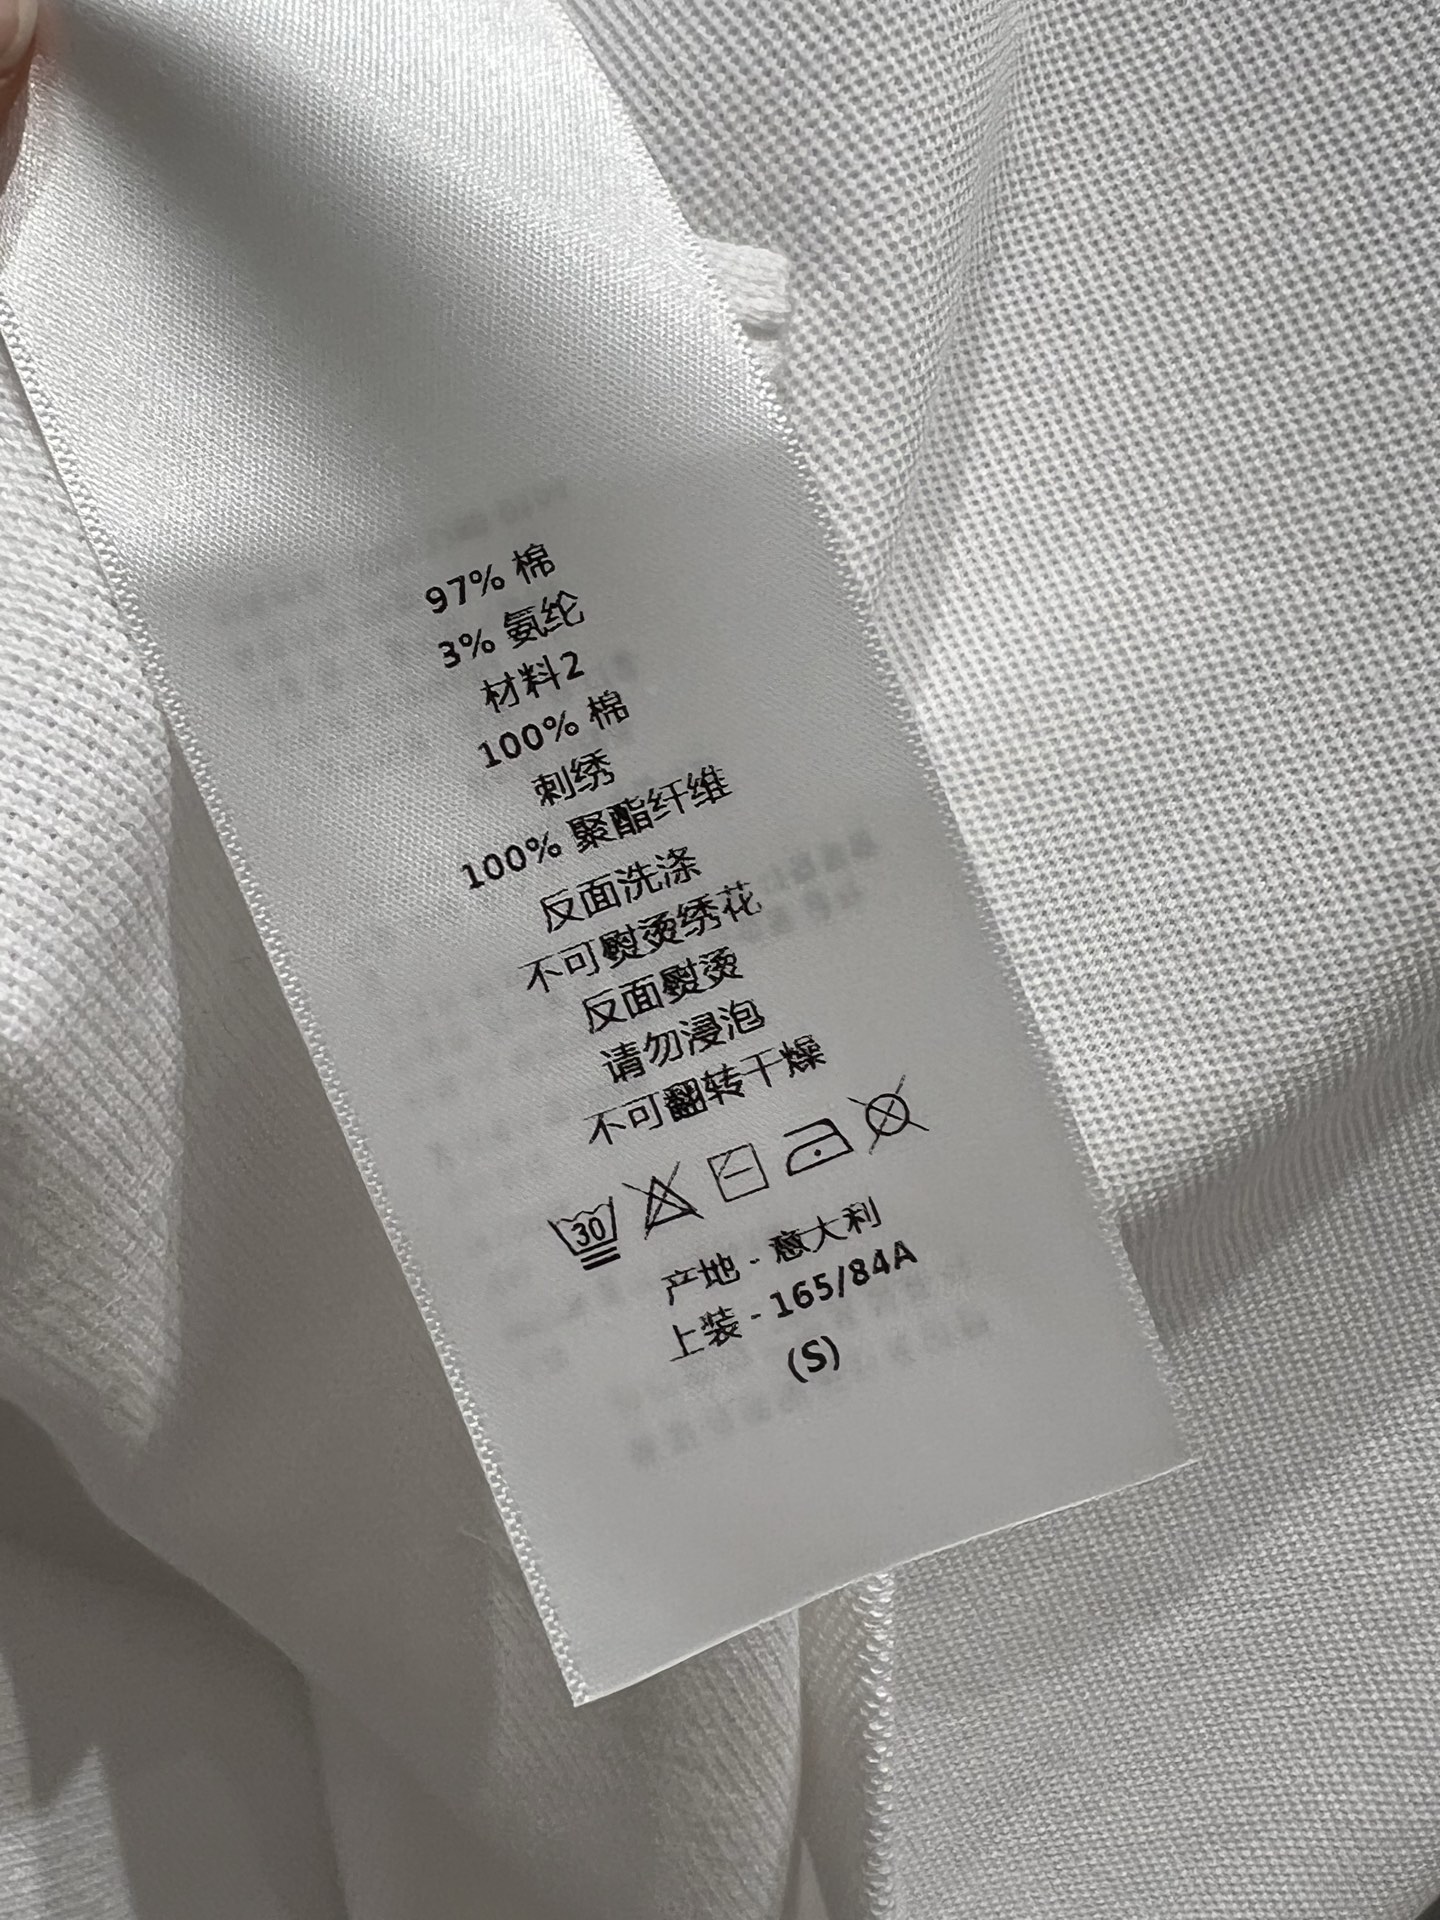 97% 棉
3% 氨纶
材料2
100% 棉
刺绣
100% 聚酯纤维
反面洗涤
不可熨烫绣花
反面熨烫
请勿浸泡
不可翻转干燥
30
产地 - 意大利
上装 - 165/84A
(S)